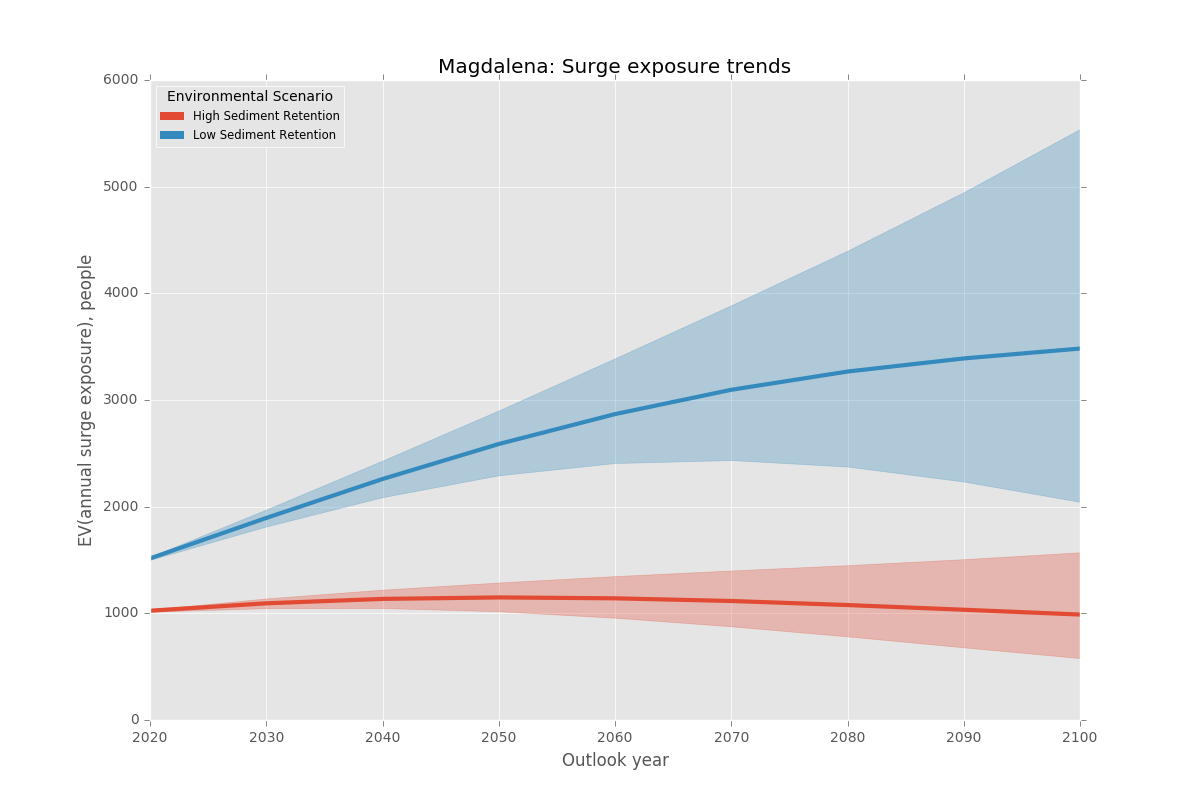 Magdalena: Surge exposure trends
Environmental Scenario
High Sediment Retention
Low Sediment Retention
EV(annual surge exposure), people
6000
5000
4000
3000
2000
1000
0
2020 2030 2040 2050 2060 2070 2080 2090 2100
Outlook year